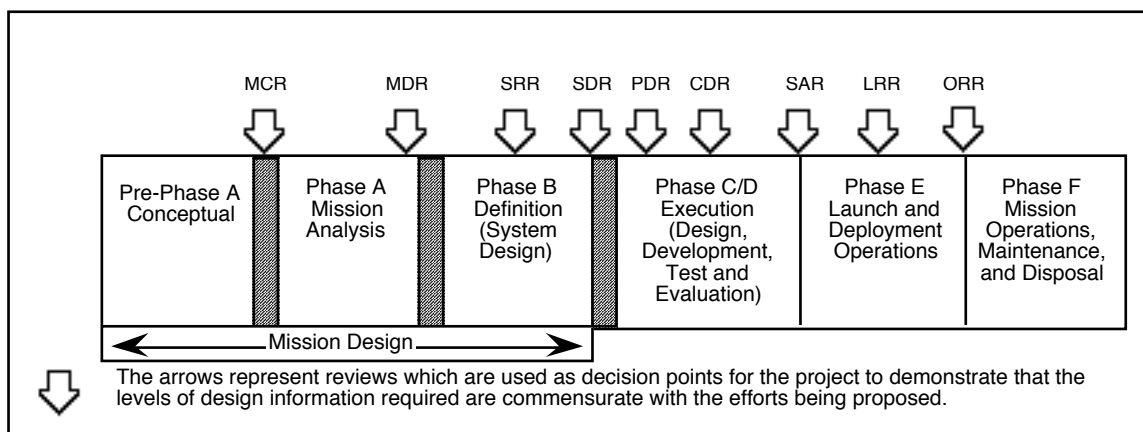 MCR MDR SRR SDR PDR CDR SAR LRR ORR
Pre-Phase A
Conceptual
Phase A
Mission
Analysis
Phase B
Definition
(System
Design)
Phase C/D
Execution
(Design,
Development,
Test and
Evaluation)
Phase E
Launch and
Deployment
Operations
Phase F
Mission
Operations,
Maintenance,
and Disposal
Mission Design
The arrows represent reviews which are used as decision points for the project to demonstrate that the
levels of design information required are commensurate with the efforts being proposed.